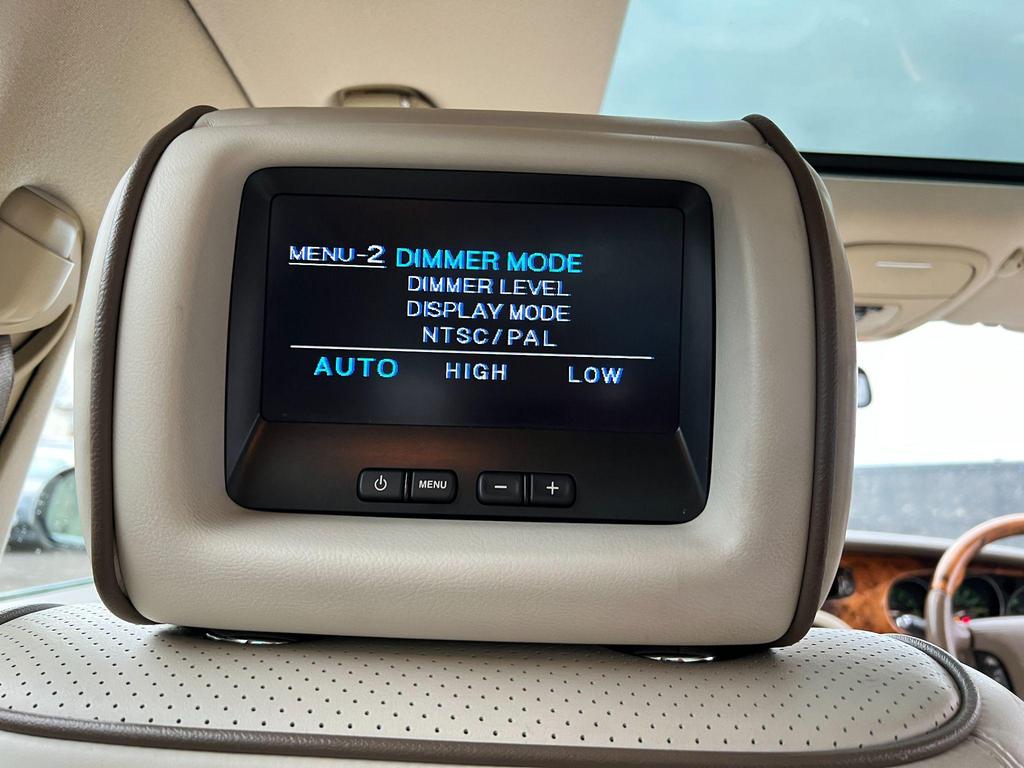 MENU-2 DIMMER MODE
DIMMER LEVEL
DISPLAY MODE
NTSC/PAL
AUTO HIGH LOW
MENU − +